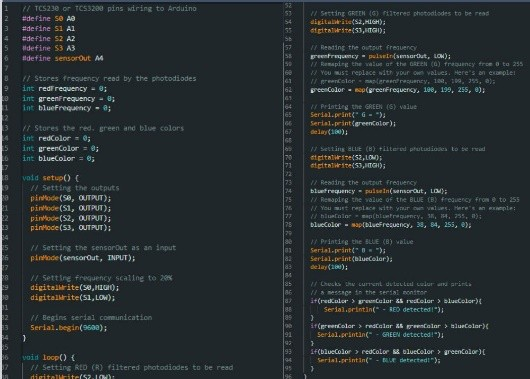 // TCS230 or TCS3200 pins wiring to Arduino
#define S0 A0
#define S1 A1
#define S2 A2
#define S3 A3
#define sensorOut A4
// Stores frequency read by the photodiodes
int redFrequency = 0;
int greenFrequency = 0;
int blueFrequency = 0;
// Stores the red. green and blue colors
int redColor = 0;
int greenColor = 0;
int blueColor = 0;
void setup() {
// Setting the outputs
pinMode(S0, OUTPUT);
pinMode(S1, OUTPUT);
pinMode(S2, OUTPUT);
pinMode(S3, OUTPUT);
// Setting the sensorOut as an input
pinMode(sensorOut, INPUT);
// Setting frequency scaling to 20%
digitalWrite(S0,HIGH);
digitalWrite(S1,LOW);
// Begins serial communication
Serial.begin(9600);
}
void loop() {
// Setting RED (R) filtered photodiodes to be read
digitalWrite(S2,LOW);
// Setting GREEN (G) filtered photodiodes to be read
digitalWrite(S2,HIGH);
digitalWrite(S3,HIGH);
// Reading the output frequency
greenFrequency = pulseIn(sensorOut, LOW);
// Remaping the value of the GREEN (G) frequency from 0 to 255
// You must replace with your own values. Here's an example:
// greenColor = map(greenFrequency, 100, 199, 255, 0);
greenColor = map(greenFrequency, 100, 199, 255, 0);
// Printing the GREEN (G) value
Serial.print(" G = ");
Serial.print(greenColor);
delay(100);
// Setting BLUE (B) filtered photodiodes to be read
digitalWrite(S2,LOW);
digitalWrite(S3,HIGH);
// Reading the output frequency
blueFrequency = pulseIn(sensorOut, LOW);
// Remaping the value of the BLUE (B) frequency from 0 to 255
// You must replace with your own values. Here's an example:
// blueColor = map(blueFrequency, 38, 84, 255, 0);
blueColor = map(blueFrequency, 38, 84, 255, 0);
// Printing the BLUE (B) value
Serial.print(" B = ");
Serial.print(blueColor);
delay(100);
// Checks the current detected color and prints
// a message in the serial monitor
if(redColor > greenColor && redColor > blueColor){
Serial.println(" - RED detected!");
}
if(greenColor > redColor && greenColor > blueColor){
Serial.println(" - GREEN detected!");
}
if(blueColor > redColor && blueColor > greenColor){
Serial.println(" - BLUE detected!");
}
}